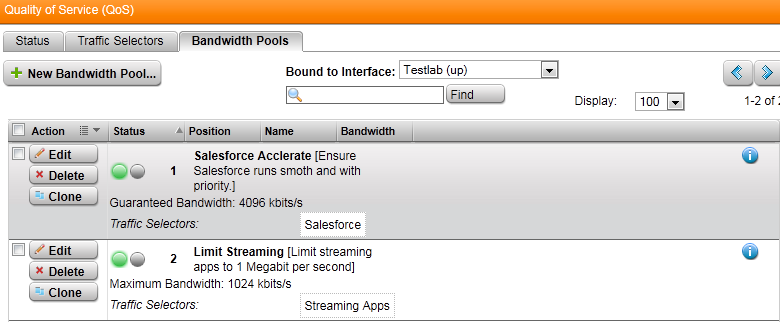 Quality of Service (QoS)
Status Traffic Selectors Bandwidth Pools
New Bandwidth Pool...
Bound to Interface: Testlab (up)
Find
Display: 100 1-2 of 2
Action Status Position Name Bandwidth
Edit
Delete
Clone
1 Salesforce Acclerate [Ensure
Salesforce runs smoth and with
priority.]
Guaranteed Bandwidth: 4096 kbits/s
Traffic Selectors: Salesforce
Edit
Delete
Clone
2 Limit Streaming [Limit streaming
apps to 1 Megabit per second]
Maximum Bandwidth: 1024 kbits/s
Traffic Selectors: Streaming Apps